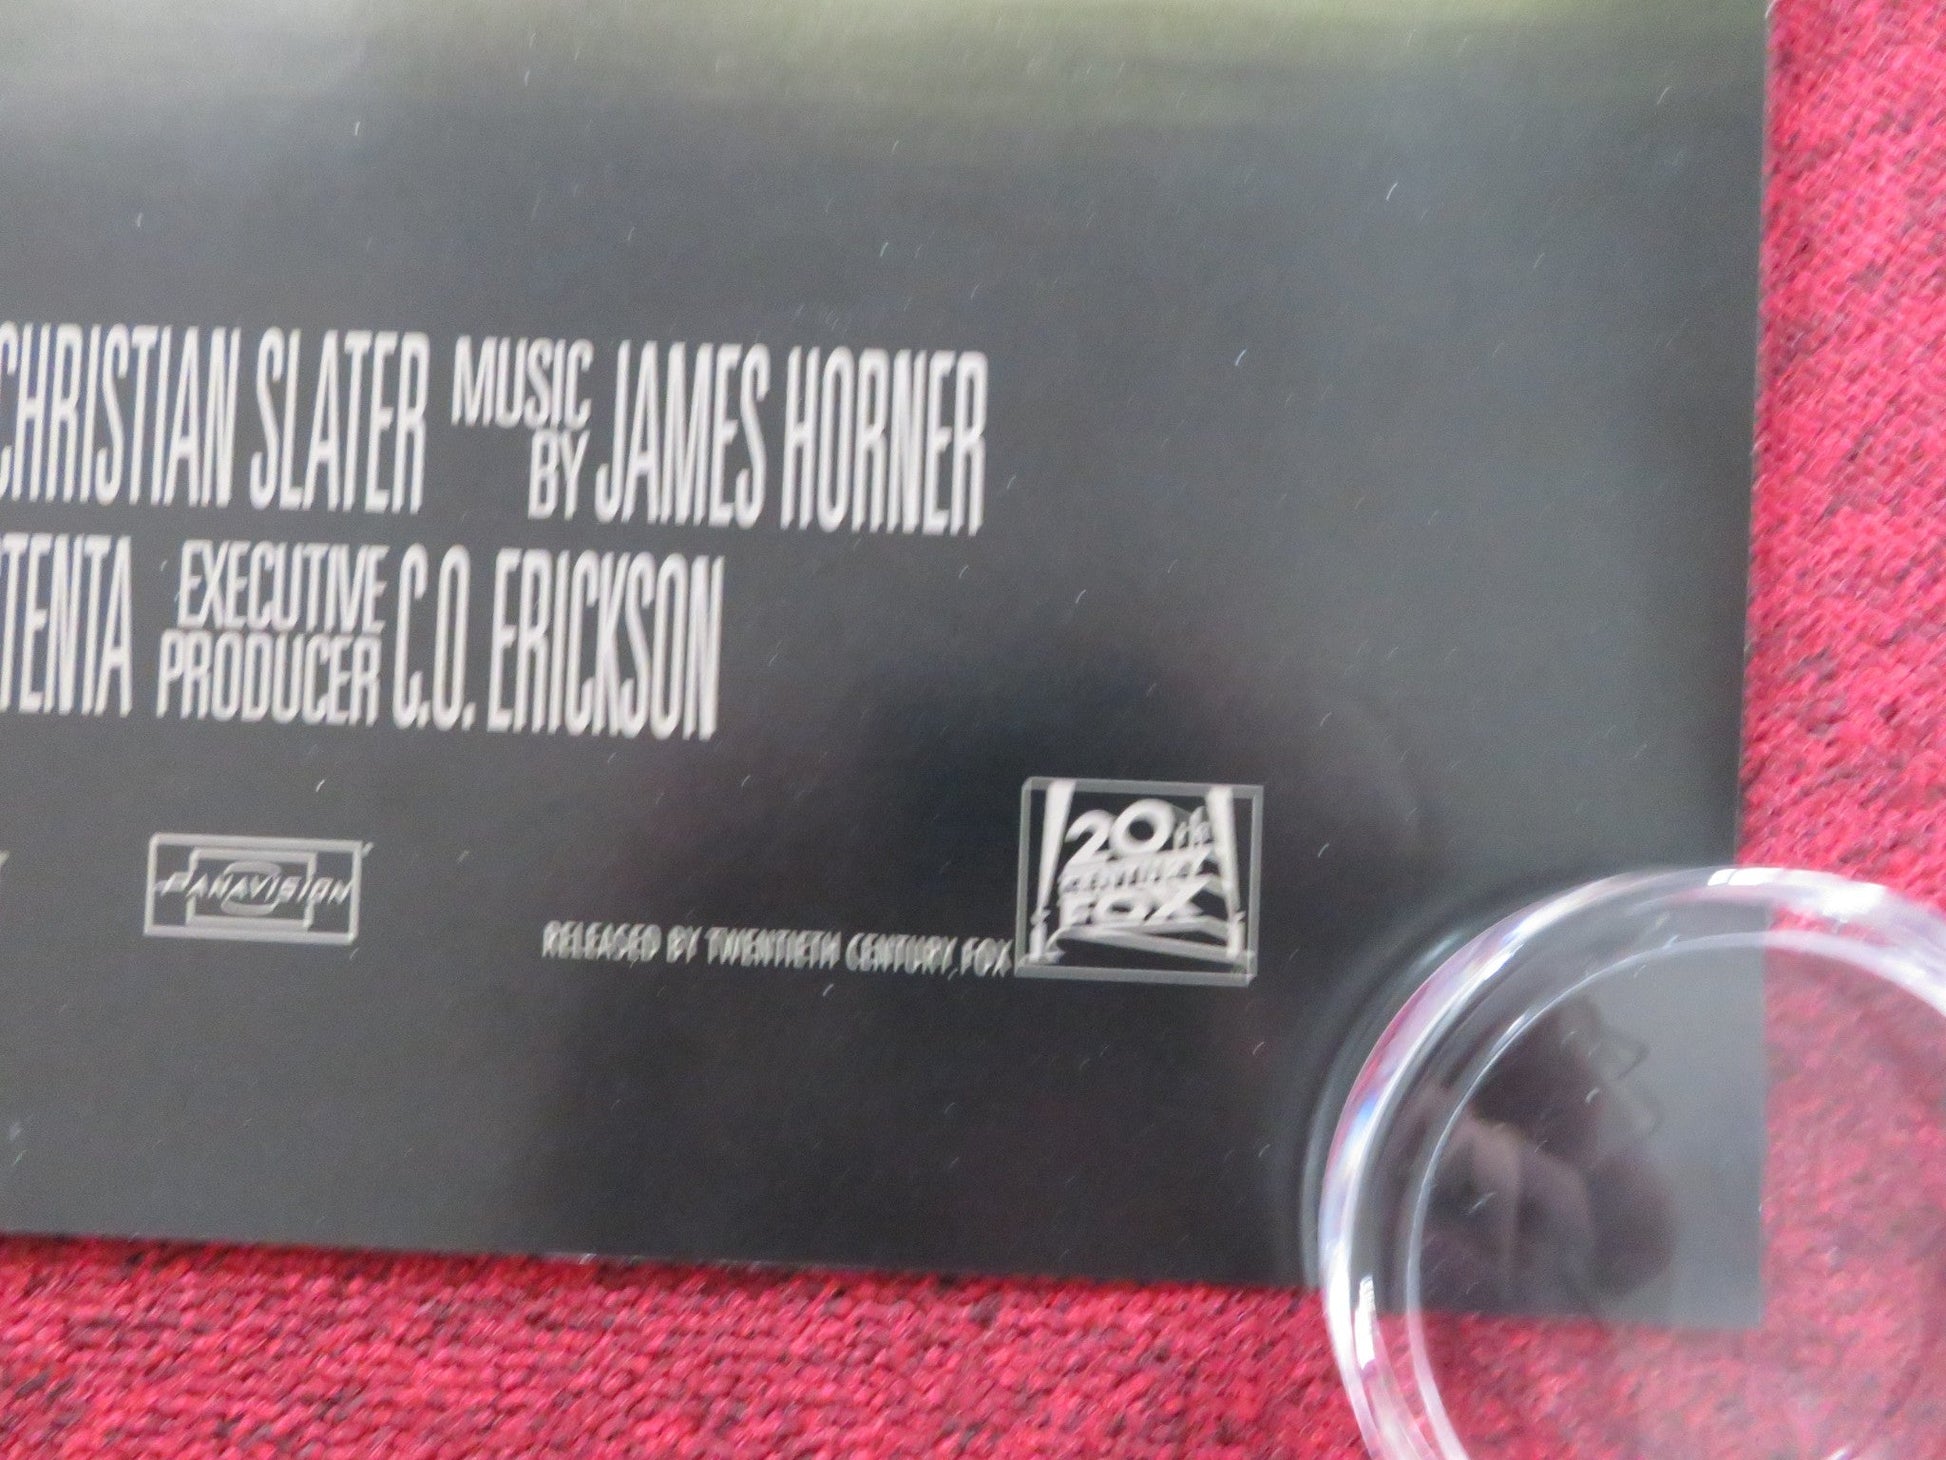 CHRISTIAN SLATER MUSIC BY JAMES HORNER
TENTA EXECUTIVE PRODUCER C.O. ERICKSON
PANAVISION
RELEASED BY TWENTIETH CENTURY FOX
20th
CENTURY
FOX